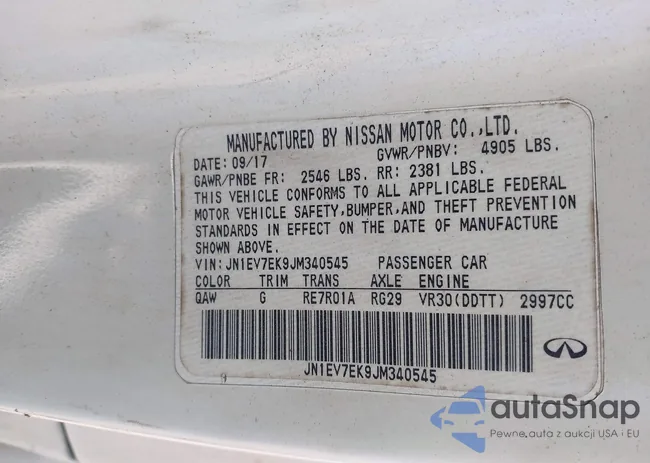 MANUFACTURED BY NISSAN MOTOR CO.,LTD.
DATE: 09/17 GVWR/PNBV: 4905 LBS.
GAWR/PNBE FR: 2546 LBS. RR: 2381 LBS.
THIS VEHICLE CONFORMS TO ALL APPLICABLE FEDERAL
MOTOR VEHICLE SAFETY,BUMPER,AND THEFT PREVENTION
STANDARDS IN EFFECT ON THE DATE OF MANUFACTURE
SHOWN ABOVE.
VIN: JN1EV7EK9JM340545 PASSENGER CAR
COLOR TRIM TRANS AXLE ENGINE
QAW G RE7R01A RG29 VR30(DDTT) 2997CC
JN1EV7EK9JM340545
autaSnap
Pewne auta z aukcji USA i EU